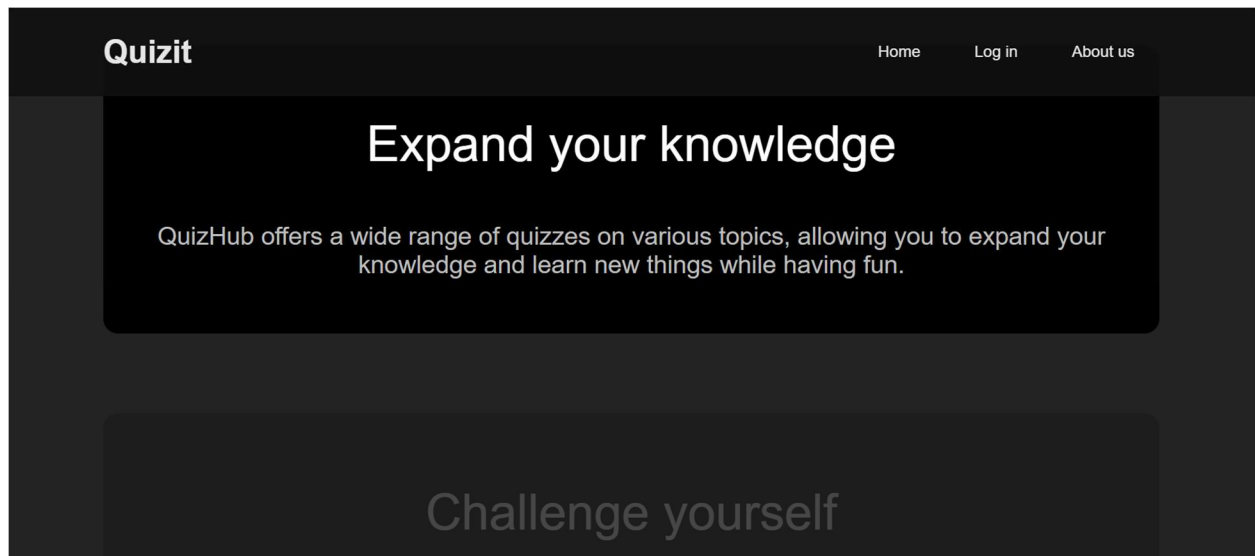 Quizit
Home
Log in
About us
Expand your knowledge
QuizHub offers a wide range of quizzes on various topics, allowing you to expand your
knowledge and learn new things while having fun.
Challenge yourself